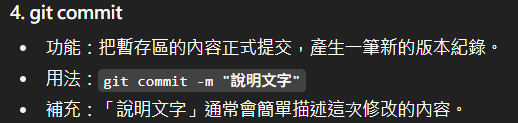 4. git commit
• 功能：把暫存區的內容正式提交，產生一筆新的版本紀錄。
• 用法：git commit -m "說明文字"
• 補充：「說明文字」通常會簡單描述這次修改的內容。